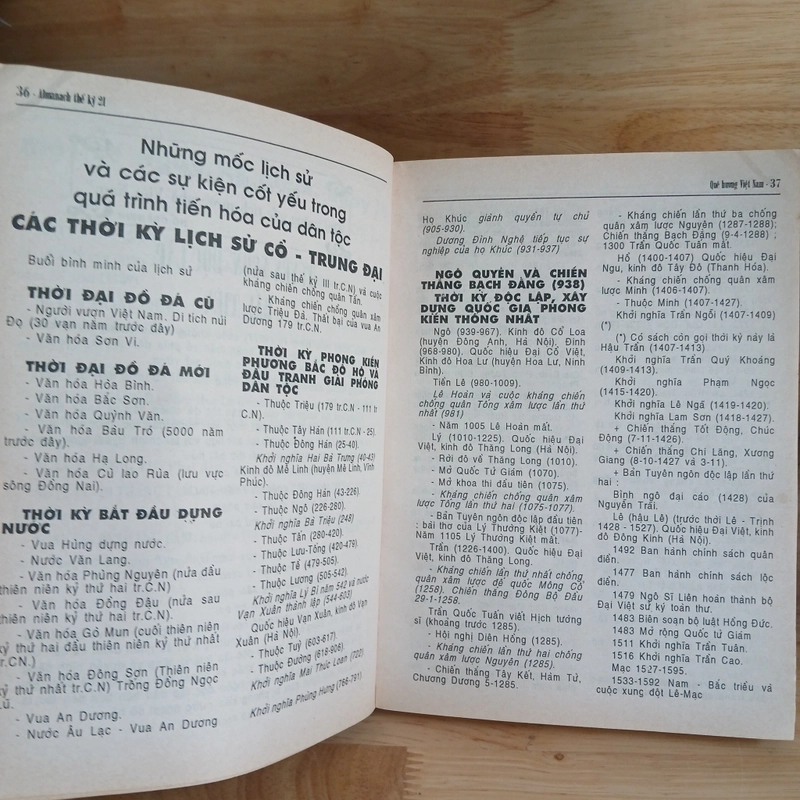 36 - Almanach thế kỷ 21
Những mốc lịch sử
và các sự kiện cốt yếu trong
quá trình tiến hóa của dân tộc
CÁC THỜI KỲ LỊCH SỬ CỔ - TRUNG ĐẠI
Buổi bình minh của lịch sử
THỜI ĐẠI ĐỒ ĐÁ CŨ
- Người vượn Việt Nam. Di tích núi
Đọ (30 vạn năm trước đây)
- Văn hóa Sơn Vi.
THỜI ĐẠI ĐỒ ĐÁ MỚI
- Văn hóa Hòa Bình.
- Văn hóa Bắc Sơn.
- Văn hóa Quỳnh Văn.
- Văn hóa Bàu Tró (5000 năm
trước đây).
- Văn hóa Hạ Long.
- Văn hóa Cù lao Rùa (lưu vực
sông Đồng Nai).
THỜI KỲ BẮT ĐẦU DỰNG
NƯỚC
- Vua Hùng dựng nước.
- Nước Văn Lang.
- Văn hóa Phùng Nguyên (nửa đầu
thiên niên kỷ thứ hai tr.C.N)
- Văn hóa Đồng Đậu (nửa sau
thiên niên kỷ thứ hai tr.C.N)
- Văn hóa Gò Mun (cuối thiên niên
kỷ thứ hai đầu thiên niên kỷ thứ nhất
tr.CN.)
- Văn hóa Đông Sơn (Thiên niên
kỷ thứ nhất tr.C.N) Trống Đồng Ngọc
Lũ.
- Vua An Dương.
- Nước Âu Lạc - Vua An Dương
(nửa sau thế kỷ III tr.C.N) và cuộc
kháng chiến chống quân Tần.
- Kháng chiến chống quân xâm
lược Triệu Đà. Thất bại của vua An
Dương 179 tr.C.N.
THỜI KỲ PHONG KIẾN
PHƯƠNG BẮC ĐÔ HỘ VÀ
ĐẤU TRANH GIẢI PHÓNG
DÂN TỘC
- Thuộc Triệu (179 tr.C.N - 111 tr
C.N).
- Thuộc Tây Hán (111 tr.C.N - 25).
- Thuộc Đông Hán (25-40).
Khởi nghĩa Hai Bà Trưng (40-43)
Kinh đô Mê Linh (huyện Mê Linh, Vĩnh
Phúc).
- Thuộc Đông Hán (43-226).
- Thuộc Ngô (226-280).
Khởi nghĩa Bà Triệu (248)
- Thuộc Tấn (280-420).
- Thuộc Lưu-Tống (420-479).
- Thuộc Tề (479-505).
- Thuộc Lương (505-542)
Khởi nghĩa Lý Bí năm 542 và nước
Vạn Xuân thành lập (544-603)
Quốc hiệu Vạn Xuân, kinh đô Vạn
Xuân (Hà Nội).
- Thuộc Tuỳ (603-617).
- Thuộc Đường (618-906).
Khởi nghĩa Mai Thúc Loan (722)
Khởi nghĩa Phùng Hưng (766-791).
Quê hương Việt Nam - 37
Họ Khúc giành quyền tự chủ
(905-930).
Dương Đình Nghệ tiếp tục sự
nghiệp của họ Khúc (931-937)
NGÔ QUYỀN VÀ CHIẾN
THẮNG BẠCH ĐẰNG (938)
THỜI KỲ ĐỘC LẬP, XÂY
DỰNG QUỐC GIA PHONG
KIẾN THỐNG NHẤT
Ngô (939-967). Kinh đô Cổ Loa
(huyện Đông Anh, Hà Nội). Đinh
(968-980). Quốc hiệu Đại Cồ Việt,
Kinh đô Hoa Lư (huyện Hoa Lư, Ninh
Bình).
Tiền Lê (980-1009).
Lê Hoàn và cuộc kháng chiến
chống quân Tống xâm lược lần thứ
nhất (981)
- Năm 1005 Lê Hoàn mất.
Lý (1010-1225). Quốc hiệu Đại
Việt, kinh đô Thăng Long (Hà Nội).
- Rời đô về Thăng Long (1010).
- Mở Quốc Tử Giám (1070).
- Mở khoa thi đầu tiên (1075).
- Kháng chiến chống quân xâm
lược Tống lần thứ hai (1075-1077).
- Bản Tuyên ngôn độc lập đầu tiên
: bài thơ của Lý Thường Kiệt (1077)-
Năm 1105 Lý Thường Kiệt mất.
Trần (1226-1400). Quốc hiệu Đại
Việt, kinh đô Thăng Long.
- Kháng chiến lần thứ nhất chống
quân xâm lược đế quốc Mông Cổ
(1258). Chiến thắng Đông Bộ Đầu
29-1-1258.
Trần Quốc Tuấn viết Hịch tướng
sĩ (khoảng trước 1285).
- Hội nghị Diên Hồng (1285).
- Kháng chiến lần thứ hai chống
quân xâm lược Nguyên (1285).
- Chiến thắng Tây Kết, Hàm Tử,
Chương Dương 5-1285.
- Kháng chiến lần thứ ba chống
quân xâm lược Nguyên (1287-1288);
Chiến thắng Bạch Đằng (9-4-1288) ;
1300 Trần Quốc Tuấn mất.
Hồ (1400-1407) Quốc hiệu Đại
Ngu, kinh đô Tây Đô (Thanh Hóa).
- Kháng chiến chống quân xâm
lược Minh (1406-1407).
- Thuộc Minh (1407-1427).
Khởi nghĩa Trần Ngỗi (1407-1409)
(*)
(*) Có sách còn gọi thời kỳ này là
Hậu Trần (1407-1413)
Khởi nghĩa Trần Quý Khoáng
(1409-1413).
Khởi nghĩa Phạm Ngọc
(1415-1420).
Khởi nghĩa Lê Ngã (1419-1420).
Khởi nghĩa Lam Sơn (1418-1427).
+ Chiến thắng Tốt Động, Chúc
Động (7-11-1426).
+ Chiến thắng Chi Lăng, Xương
Giang (8-10-1427 và 3-11).
+ Bản Tuyên ngôn độc lập lần thứ
hai :
Bình ngô đại cáo (1428) của
Nguyễn Trãi.
Lê (hậu Lê) (trước thời Lê - Trịnh
1428 - 1527). Quốc hiệu Đại Việt, kinh
đô Đông Kinh (Hà Nội).
1492 Ban hành chính sách quân
điền.
1477 Ban hành chính sách lộc
điền.
1479 Ngô Sĩ Liên hoàn thành bộ
Đại Việt sử ký toàn thư.
1483 Biên soạn bộ luật Hồng Đức.
1483 Mở rộng Quốc tử Giám
1511 Khởi nghĩa Trần Tuân.
1516 Khởi nghĩa Trần Cao.
Mạc 1527-1595.
1533-1592 Nam - Bắc triều và
cuộc xung đột Lê-Mạc